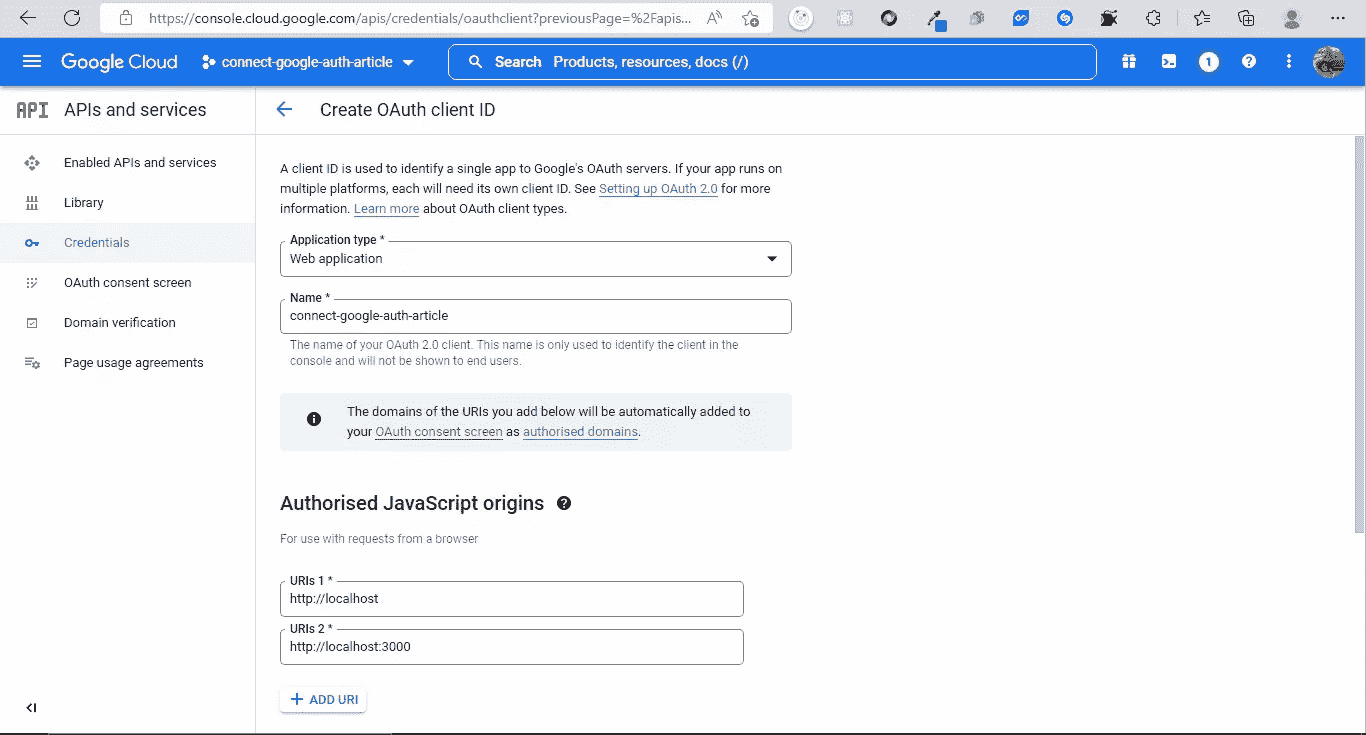 https://console.cloud.google.com/apis/credentials/oauthclient?previousPage=%2Fapis...
Google Cloud
connect-google-auth-article
Search Products, resources, docs (/)
1
API APIs and services
Create OAuth client ID
Enabled APIs and services
Library
Credentials
OAuth consent screen
Domain verification
Page usage agreements
A client ID is used to identify a single app to Google's OAuth servers. If your app runs on
multiple platforms, each will need its own client ID. See Setting up OAuth 2.0 for more
information. Learn more about OAuth client types.
Application type *
Web application
Name *
connect-google-auth-article
The name of your OAuth 2.0 client. This name is only used to identify the client in the
console and will not be shown to end users.
The domains of the URIs you add below will be automatically added to
your OAuth consent screen as authorised domains.
Authorised JavaScript origins
For use with requests from a browser
URIs 1 *
http://localhost
URIs 2 *
http://localhost:3000
+ ADD URI